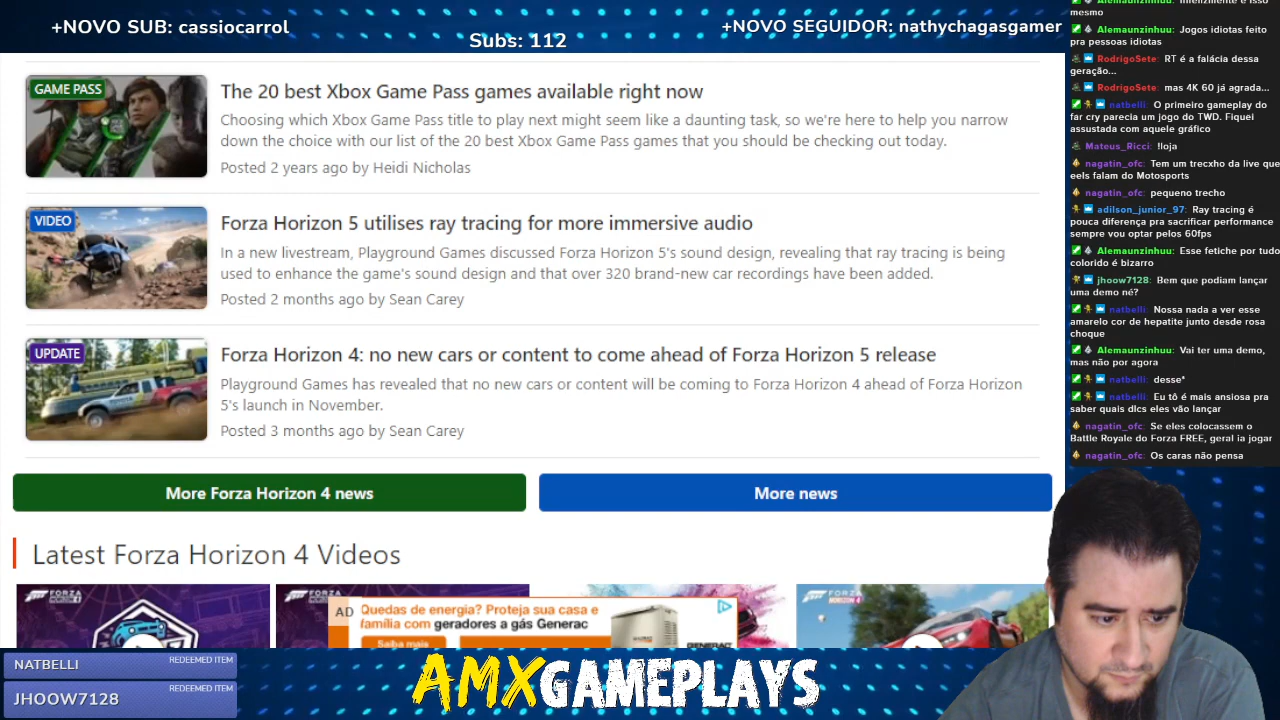 +NOVO SUB: cassiocarrol
Subs: 112
+NOVO SEGUIDOR: nathychagasgamer
GAME PASS
The 20 best Xbox Game Pass games available right now
Choosing which Xbox Game Pass title to play next might seem like a daunting task, so we're here to help you narrow
down the choice with our list of the 20 best Xbox Game Pass games that you should be checking out today.
Posted 2 years ago by Heidi Nicholas
VIDEO
Forza Horizon 5 utilises ray tracing for more immersive audio
In a new livestream, Playground Games discussed Forza Horizon 5's sound design, revealing that ray tracing is being
used to enhance the game's sound design and that over 320 brand-new car recordings have been added.
Posted 2 months ago by Sean Carey
UPDATE
Forza Horizon 4: no new cars or content to come ahead of Forza Horizon 5 release
Playground Games has revealed that no new cars or content will be coming to Forza Horizon 4 ahead of Forza Horizon
5's launch in November.
Posted 3 months ago by Sean Carey
More Forza Horizon 4 news
More news
Latest Forza Horizon 4 Videos
FORZA
FORZA
FORZA
AD
Quedas de energia? Proteja sua casa e
família com geradores a gás Generac
Saiba mais
GENERAC
NATBELLI
REDEEMED ITEM
JHOOW7128
REDEEMED ITEM
AMXGAMEPLAYS
mesmo
Alemaunzinhuu: Jogos idiotas feito
pra pessoas idiotas
RodrigoSete: RT é a falácia dessa
geração...
RodrigoSete: mas 4K 60 já agrada...
natbelli: O primeiro gameplay do
far cry parecia um jogo do TWD. Fiquei
assustada com aquele gráfico
Mateus_Ricci: !loja
nagatin_ofc: Tem um trecxho da live que
eels falam do Motosports
nagatin_ofc: pequeno trecho
adilson_junior_97: Ray tracing é
pouca diferença pra sacrificar performance
sempre vou optar pelos 60fps
Alemaunzinhuu: Esse fetiche por tudo
colorido é bizarro
jhoow7128: Bem que podiam lançar
uma demo né?
natbelli: Nossa nada a ver esse
amarelo cor de hepatite junto desde rosa
choque
Alemaunzinhuu: Vai ter uma demo,
mas não por agora
natbelli: desse*
natbelli: Eu tô é mais ansiosa pra
saber quais dlcs eles vão lançar
nagatin_ofc: Se eles colocassem o
Battle Royale do Forza FREE, geral ia jogar
nagatin_ofc: Os caras não pensa